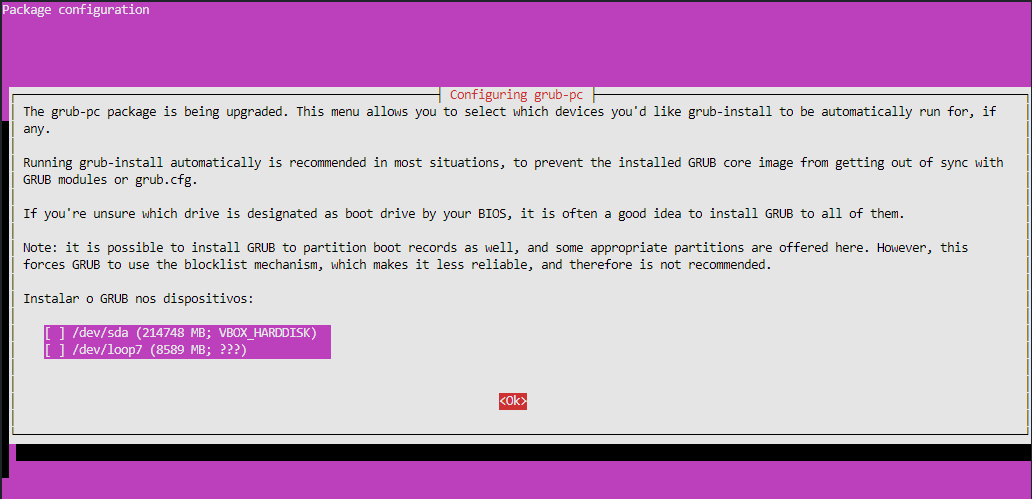 Package configuration
Configuring grub-pc
The grub-pc package is being upgraded. This menu allows you to select which devices you'd like grub-install to be automatically run for, if
any.
Running grub-install automatically is recommended in most situations, to prevent the installed GRUB core image from getting out of sync with
GRUB modules or grub.cfg.
If you're unsure which drive is designated as boot drive by your BIOS, it is often a good idea to install GRUB to all of them.
Note: it is possible to install GRUB to partition boot records as well, and some appropriate partitions are offered here. However, this
forces GRUB to use the blocklist mechanism, which makes it less reliable, and therefore is not recommended.
Instalar o GRUB nos dispositivos:
[ ] /dev/sda (214748 MB; VBOX_HARDDISK)
[ ] /dev/loop7 (8589 MB; ???)
<Ok>